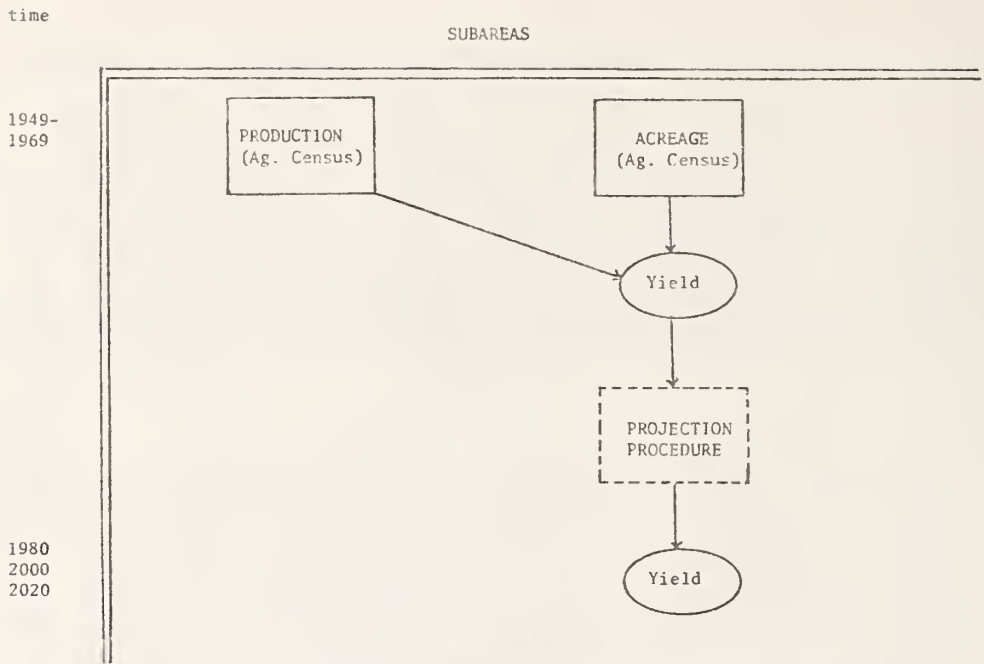 time
SUBAREAS
1949-
1969
PRODUCTION
(Ag. Census)
ACREAGE
(Ag. Census)
Yield
PROJECTION
PROCEDURE
1980
2000
2020
Yield